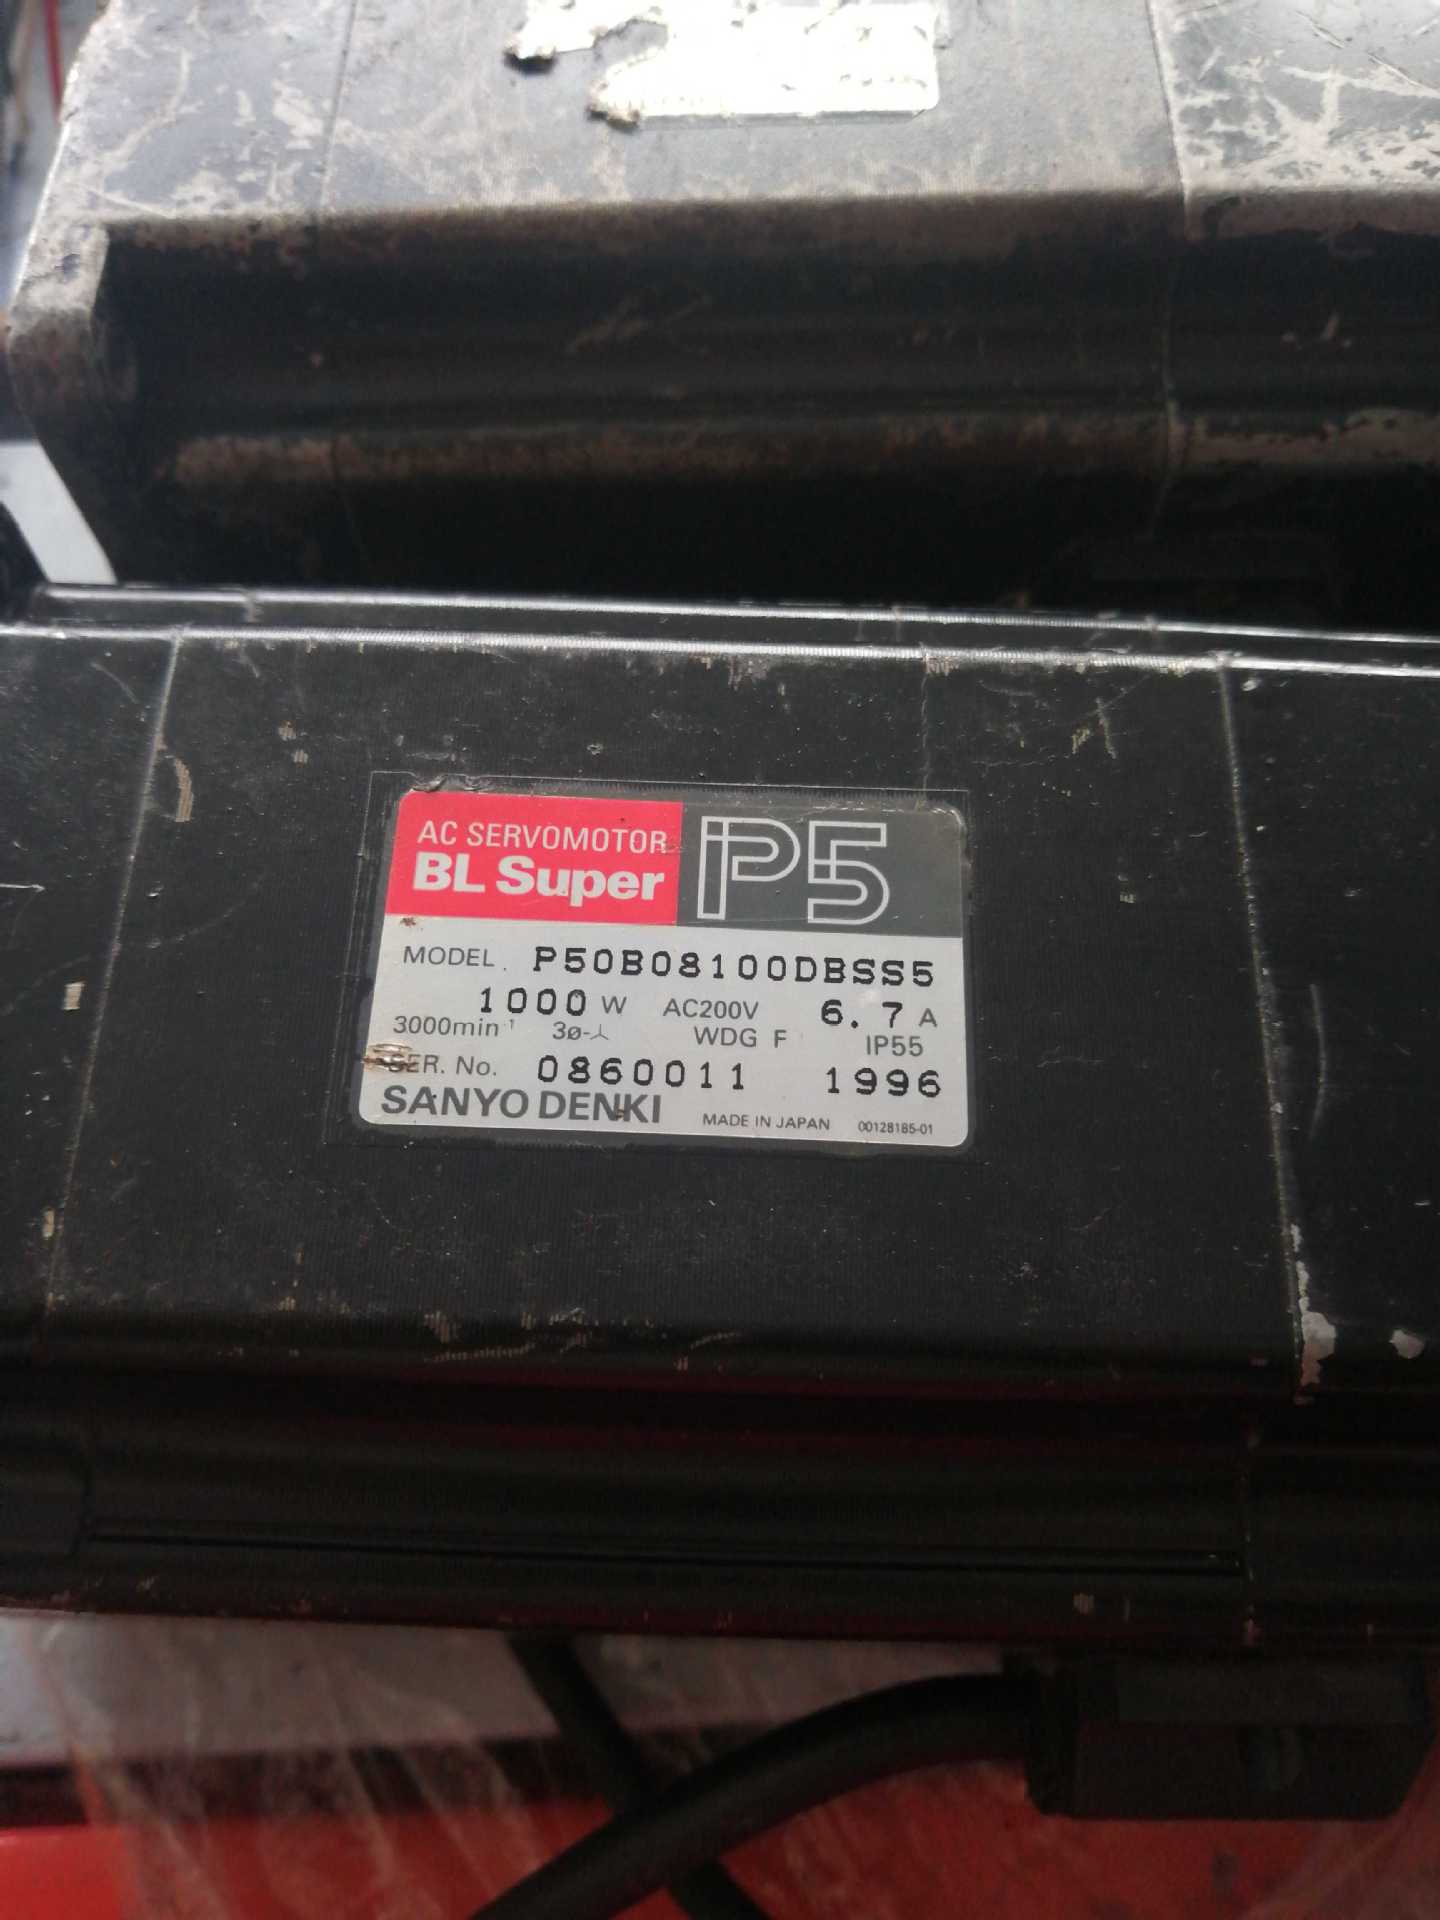 AC SERVOMOTOR
BL Super P5
MODEL. P50B08100DBSS5
1000 W AC200V 6.7 A
3000min⁻¹ 3ø-⅄ WDG F IP55
SER. No. 0860011 1996
SANYO DENKI MADE IN JAPAN 00128185-01